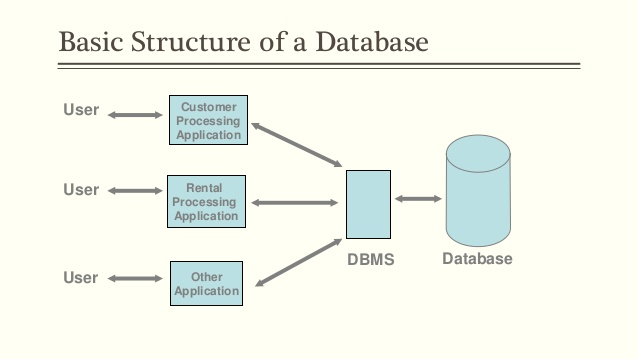 Basic Structure of a Database
User
Customer
Processing
Application
User
Rental
Processing
Application
DBMS
Database
User
Other
Application